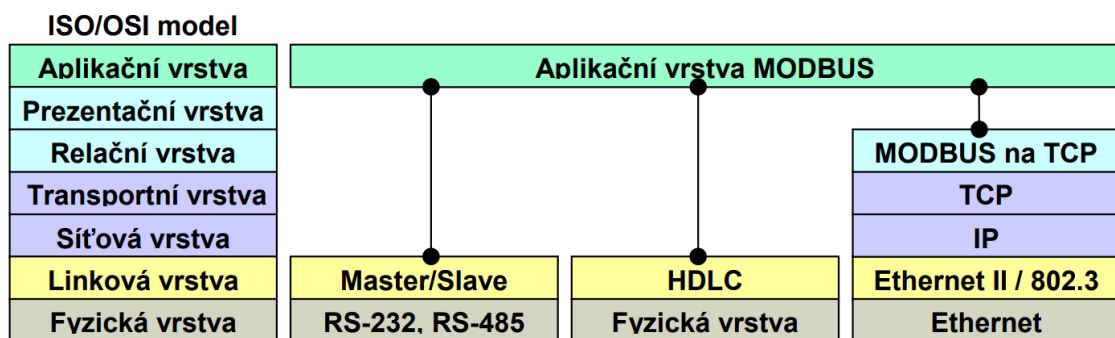 ISO/OSI model
Aplikační vrstva
Aplikační vrstva MODBUS
Prezentační vrstva
Relační vrstva
MODBUS na TCP
Transportní vrstva
TCP
Síťová vrstva
IP
Linková vrstva
Master/Slave
HDLC
Ethernet II / 802.3
Fyzická vrstva
RS-232, RS-485
Fyzická vrstva
Ethernet